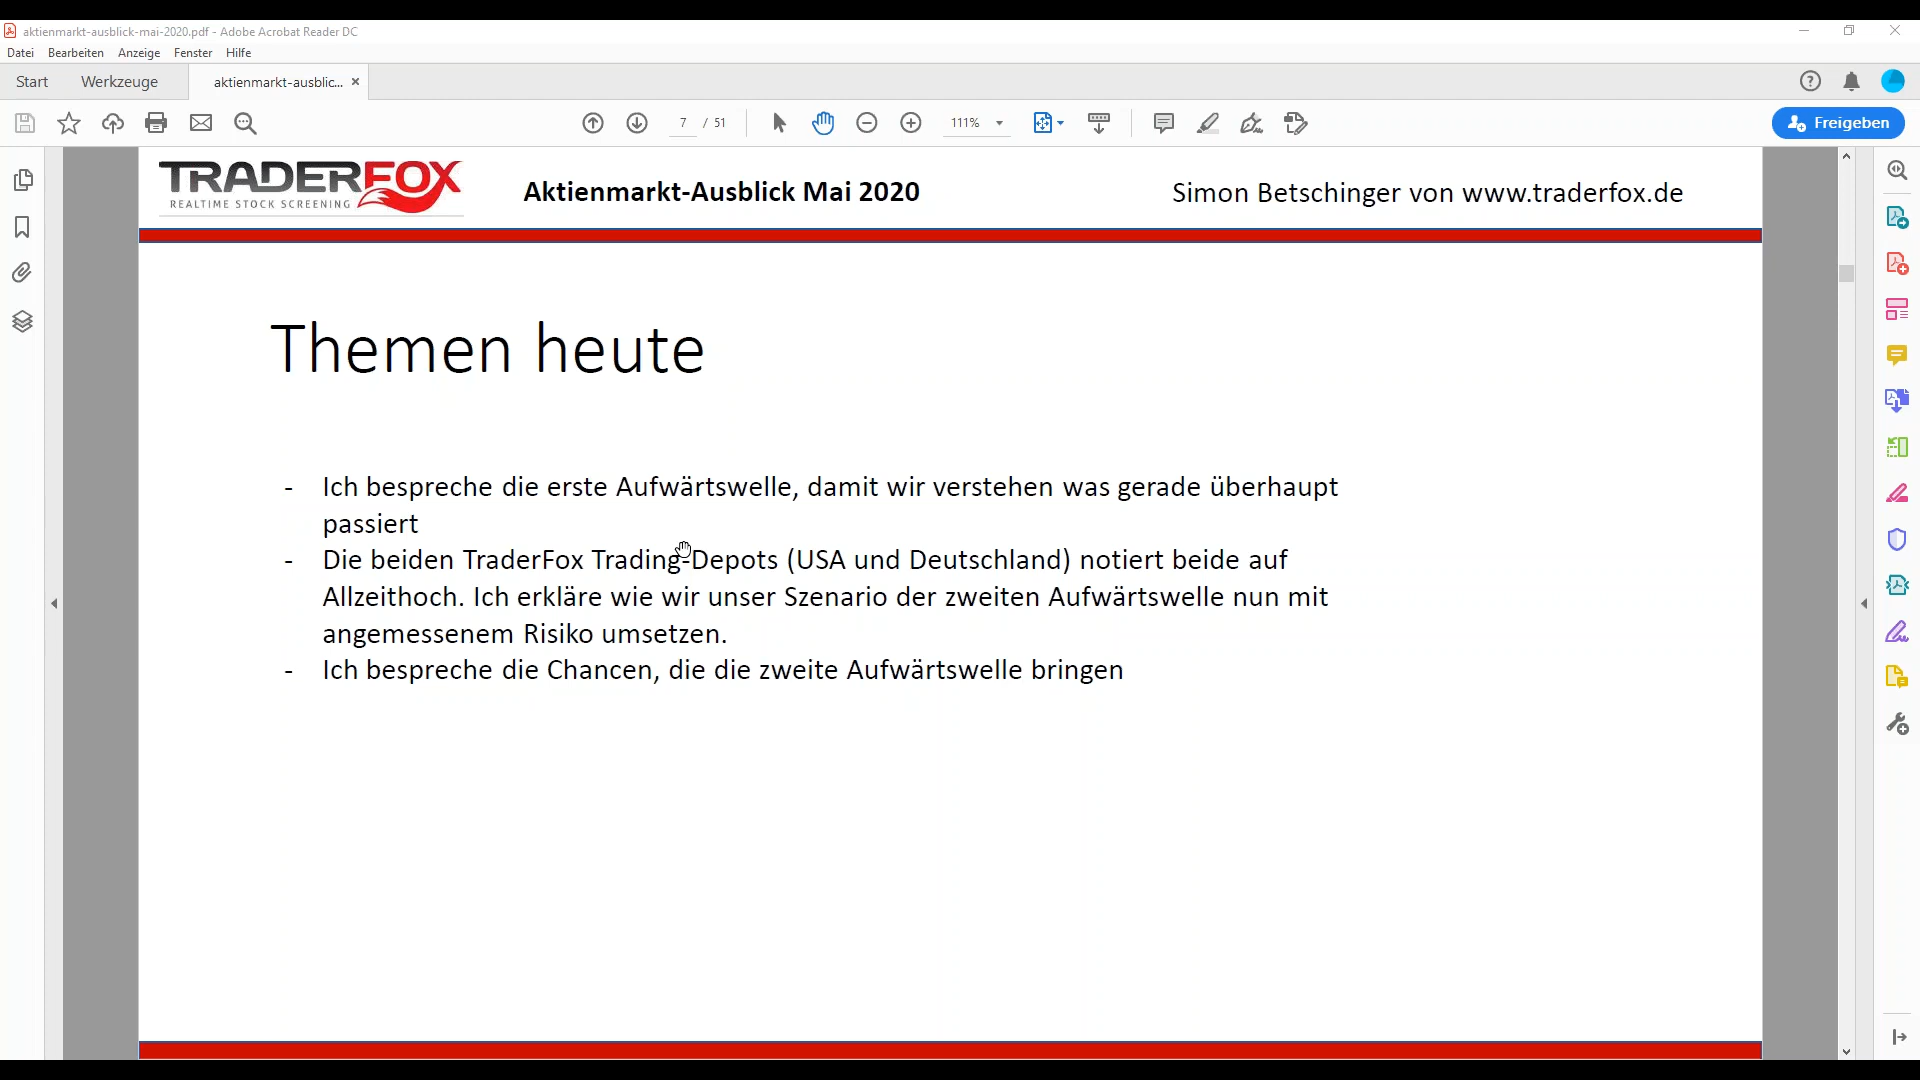 aktienmarkt-ausblick-mai-2020.pdf - Adobe Acrobat Reader DC
Datei Bearbeiten Anzeige Fenster Hilfe
Start Werkzeuge aktienmarkt-ausblic... ×
7 / 51 111% Freigeben
TRADERFOX
REALTIME STOCK SCREENING
Aktienmarkt-Ausblick Mai 2020
Simon Betschinger von www.traderfox.de
Themen heute
- Ich bespreche die erste Aufwärtswelle, damit wir verstehen was gerade überhaupt
passiert
- Die beiden TraderFox Trading-Depots (USA und Deutschland) notiert beide auf
Allzeithoch. Ich erkläre wie wir unser Szenario der zweiten Aufwärtswelle nun mit
angemessenem Risiko umsetzen.
- Ich bespreche die Chancen, die die zweite Aufwärtswelle bringen